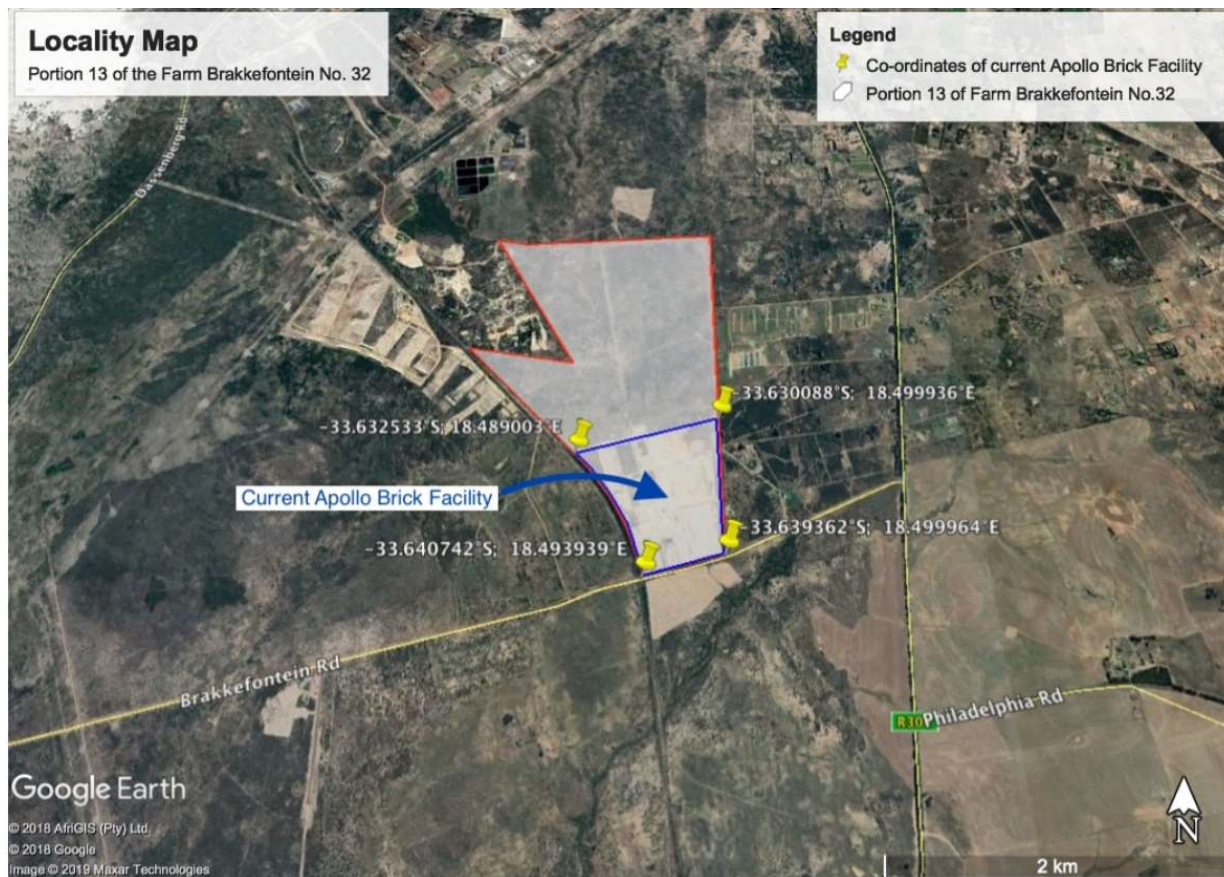 Locality Map
Portion 13 of the Farm Brakkefontein No. 32
Legend
Co-ordinates of current Apollo Brick Facility
Portion 13 of Farm Brakkefontein No.32
Dassenberg Rd
-33.630088°S; 18.499936°E
-33.632533°S; 18.489003°E
Current Apollo Brick Facility
-33.639362°S; 18.499964°E
-33.640742°S; 18.493939°E
Brakkefontein Rd
R30
Philadelphia Rd
Google Earth
© 2018 AfriGIS (Pty) Ltd.
© 2018 Google
Image © 2019 Maxar Technologies
N
2 km